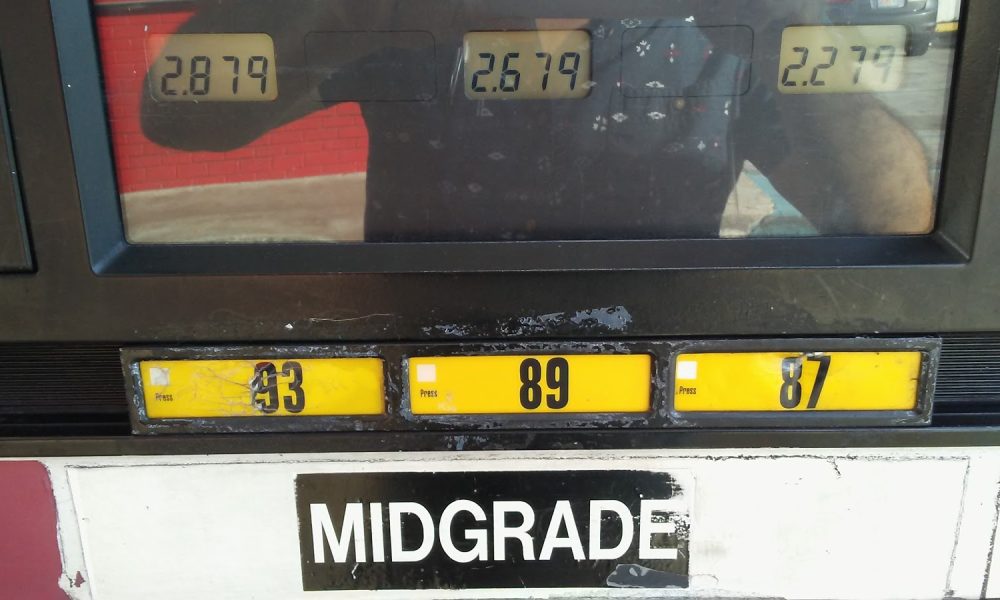 2.879 2.679 2.279
Press 93 Press 89 Press 87
MIDGRADE